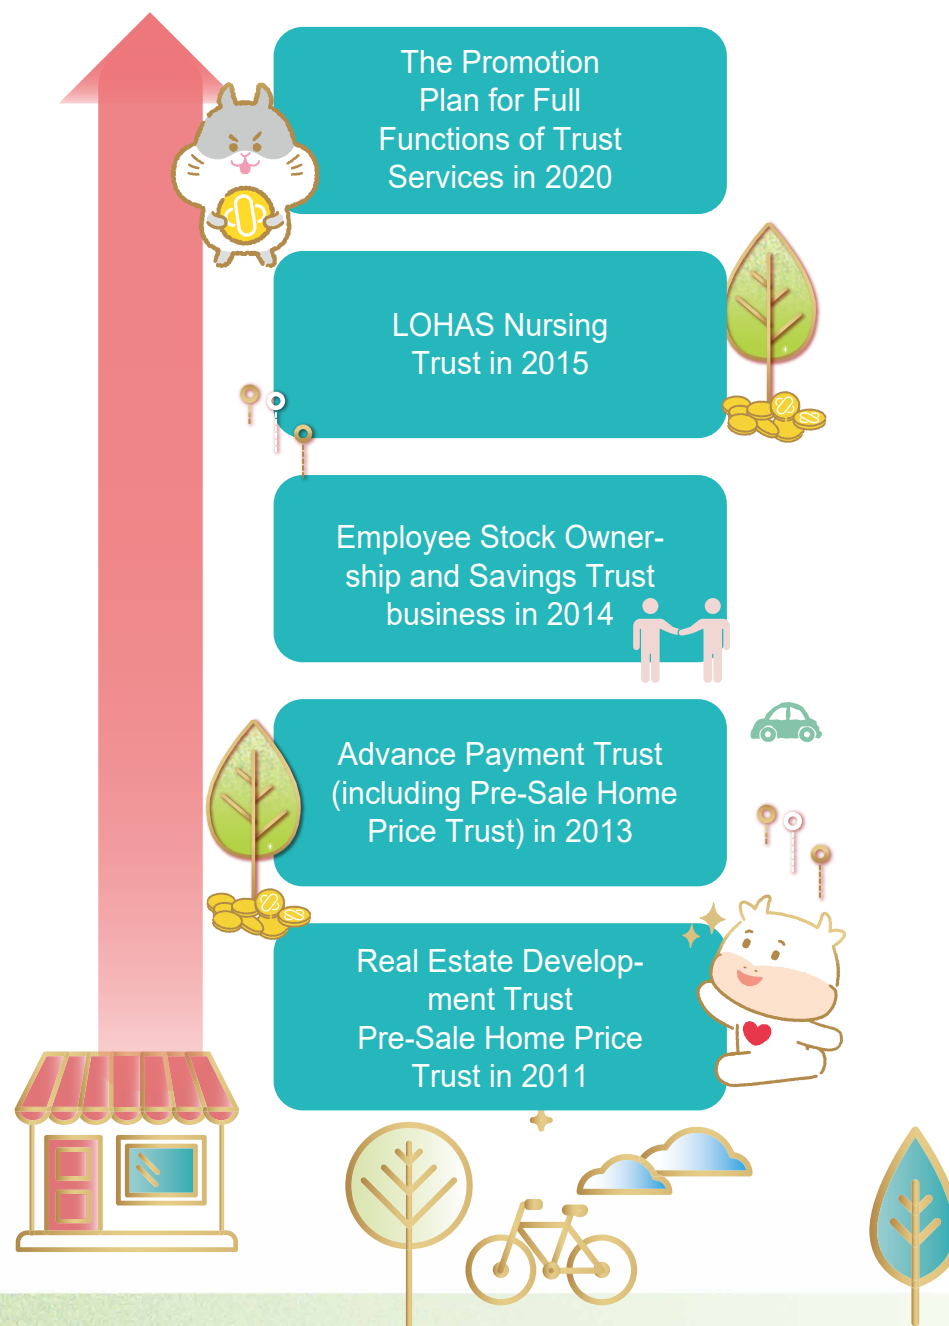 The Promotion
Plan for Full
Functions of Trust
Services in 2020
LOHAS Nursing
Trust in 2015
Employee Stock Owner-
ship and Savings Trust
business in 2014
Advance Payment Trust
(including Pre-Sale Home
Price Trust) in 2013
Real Estate Develop-
ment Trust
Pre-Sale Home Price
Trust in 2011